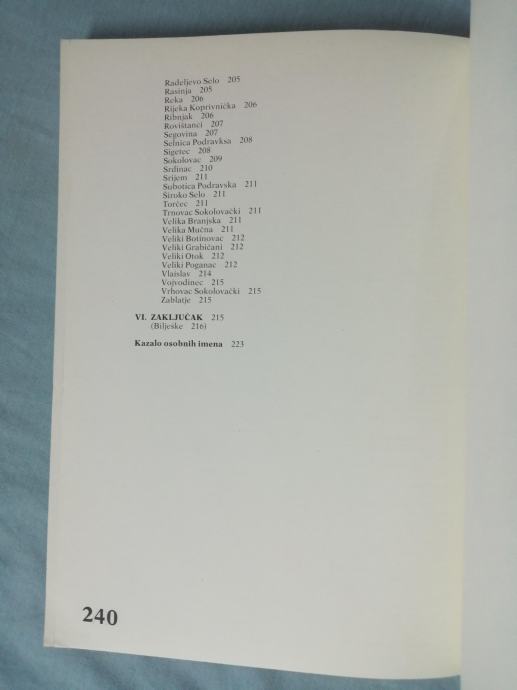 Radeljevo Selo 205
Rasinja 205
Reka 206
Rijeka Koprivnička 206
Ribnjak 206
Rovištanci 207
Segovina 207
Selnica Podravksa 208
Sigetec 208
Sokolovac 209
Srdinac 210
Srijem 211
Subotica Podravska 211
Široko Selo 211
Torčec 211
Trnovac Sokolovački 211
Velika Branjska 211
Velika Mučna 211
Veliki Botinovac 212
Veliki Grabičani 212
Veliki Otok 212
Veliki Poganac 212
Vlaislav 214
Vojvodinec 215
Vrhovac Sokolovački 215
Zablatje 215
VI. ZAKLJUČAK 215
(Bilješke 216)
Kazalo osobnih imena 223
240